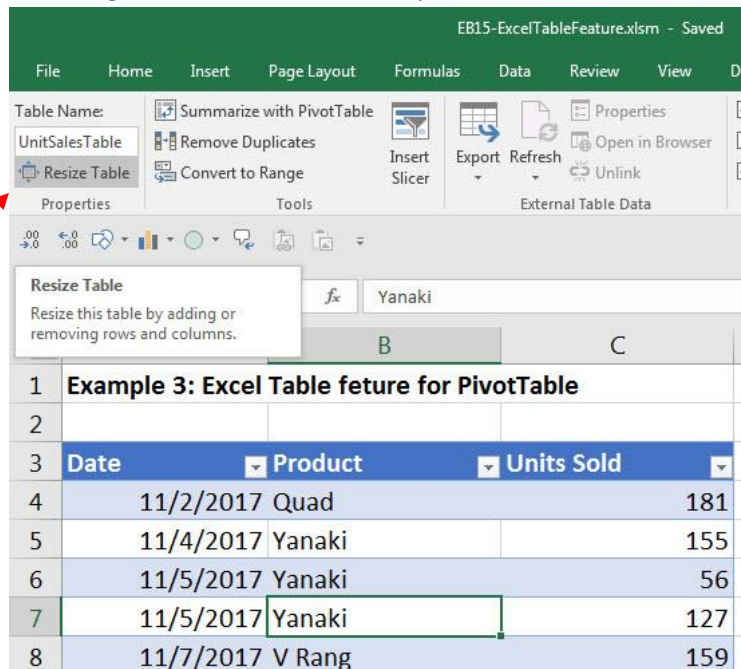 EB15-ExcelTableFeature.xlsm - Saved
File Home Insert Page Layout Formulas Data Review View D
Table Name:
UnitSalesTable
Resize Table
Properties
Summarize with PivotTable
Remove Duplicates
Convert to Range
Tools
Insert Slicer
Export
Refresh
Properties
Open in Browser
Unlink
External Table Data
.00 .0 .0 .00
Resize Table
Resize this table by adding or
removing rows and columns.
fx Yanaki
B C
1 Example 3: Excel Table feture for PivotTable
2
3 Date Product Units Sold
4 11/2/2017 Quad 181
5 11/4/2017 Yanaki 155
6 11/5/2017 Yanaki 56
7 11/5/2017 Yanaki 127
8 11/7/2017 V Rang 159